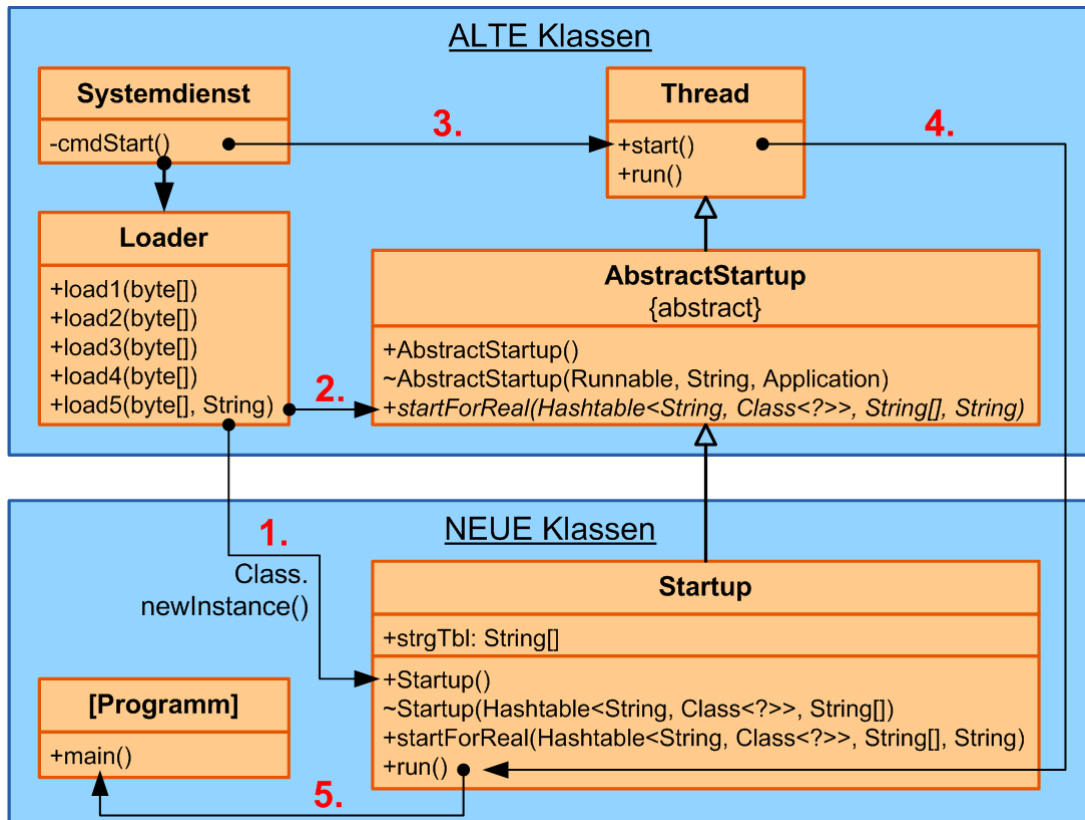 ALTE Klassen
Systemdienst
-cmdStart()
3.
Thread
+start()
+run()
4.
Loader
+load1(byte[])
+load2(byte[])
+load3(byte[])
+load4(byte[])
+load5(byte[], String)
2.
AbstractStartup
{abstract}
+AbstractStartup()
~AbstractStartup(Runnable, String, Application)
+startForReal(Hashtable<String, Class<?>>, String[], String)
NEUE Klassen
1.
Class.
newInstance()
Startup
+strgTbl: String[]
+Startup()
~Startup(Hashtable<String, Class<?>>, String[])
+startForReal(Hashtable<String, Class<?>>, String[], String)
+run()
[Programm]
+main()
5.